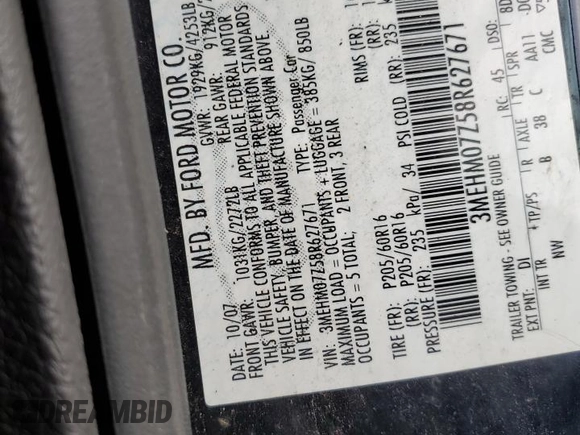 MFD. BY FORD MOTOR CO.
DATE: 10/07 GVWR: 1929KG/4253LB
FRONT GAWR: 1031KG/2272LB REAR GAWR: 912KG/
THIS VEHICLE CONFORMS TO ALL APPLICABLE FEDERAL MOTOR
VEHICLE SAFETY, BUMPER, AND THEFT PREVENTION STANDARDS
IN EFFECT ON THE DATE OF MANUFACTURE SHOWN ABOVE.
VIN: 3MEHM07Z58R627671 TYPE: Passenger Car
MAXIMUM LOAD = OCCUPANTS + LUGGAGE = 385KG/ 850LB
OCCUPANTS = 5 TOTAL; 2 FRONT, 3 REAR
TIRE (FR): P205/60R16 RIMS (FR):
(RR): P205/60R16 (RR):
PRESSURE (FR): 235 kPa/ 34 PSI COLD (RR): 235
3MEHM07Z58R627671
TRAILER TOWING - SEE OWNER GUIDE RC: 45 DSO:
EXT PNT: DI R AXLE TR SPR
INT TR TP/PS B 38 C AA11
NW CMC
DREAMBID